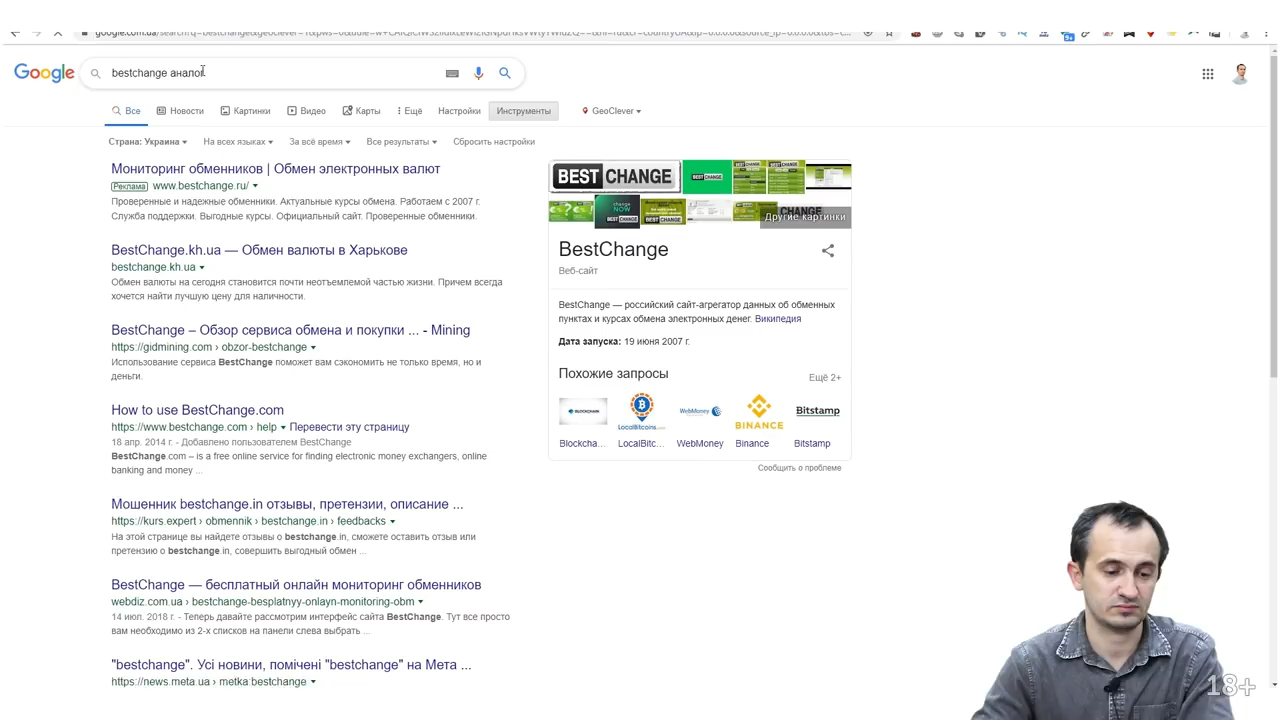 Google
bestchange аналог
Все
Новости
Картинки
Видео
Карты
Ещё
Настройки
Инструменты
GeoClever
Страна: Украина
На всех языках
За всё время
Все результаты
Сбросить настройки
Мониторинг обменников | Обмен электронных валют
Реклама www.bestchange.ru/
Проверенные и надежные обменники. Актуальные курсы обмена. Работаем с 2007 г.
Служба поддержки. Выгодные курсы. Официальный сайт. Проверенные обменники.
BestChange.kh.ua — Обмен валюты в Харькове
bestchange.kh.ua
Обмен валюты на сегодня становится почти неотъемлемой частью жизни. Причем всегда
хочется найти лучшую цену для наличности.
BestChange – Обзор сервиса обмена и покупки ... - Mining
https://gidmining.com › obzor-bestchange
Использование сервиса BestChange поможет вам сэкономить не только время, но и
деньги.
How to use BestChange.com
https://www.bestchange.com › help Перевести эту страницу
18 апр. 2014 г. - Добавлено пользователем BestChange
BestChange.com – is a free online service for finding electronic money exchangers, online
banking and money ...
Мошенник bestchange.in отзывы, претензии, описание ...
https://kurs.expert › obmennik › bestchange.in › feedbacks
На этой странице вы найдете отзывы о bestchange.in, сможете оставить отзыв или
претензию о bestchange.in, совершить выгодный обмен ...
BestChange — бесплатный онлайн мониторинг обменников
webdiz.com.ua › bestchange-besplatnyy-onlayn-monitoring-obm
14 июл. 2018 г. - Теперь давайте рассмотрим интерфейс сайта BestChange. Тут все просто
вам необходимо из 2-х списков на панели слева выбрать ...
"bestchange". Усі новини, помічені "bestchange" на Мета ...
https://news.meta.ua › metka:bestchange
BEST CHANGE
Другие картинки
BestChange
Веб-сайт
BestChange — российский сайт-агрегатор данных об обменных
пунктах и курсах обмена электронных денег. Википедия
Дата запуска: 19 июня 2007 г.
Похожие запросы
Ещё 2+
BLOCKCHAIN
LocalBitcoins
WebMoney
BINANCE
Bitstamp
Blockcha...
LocalBitc...
WebMoney
Binance
Bitstamp
Сообщить о проблеме
18+